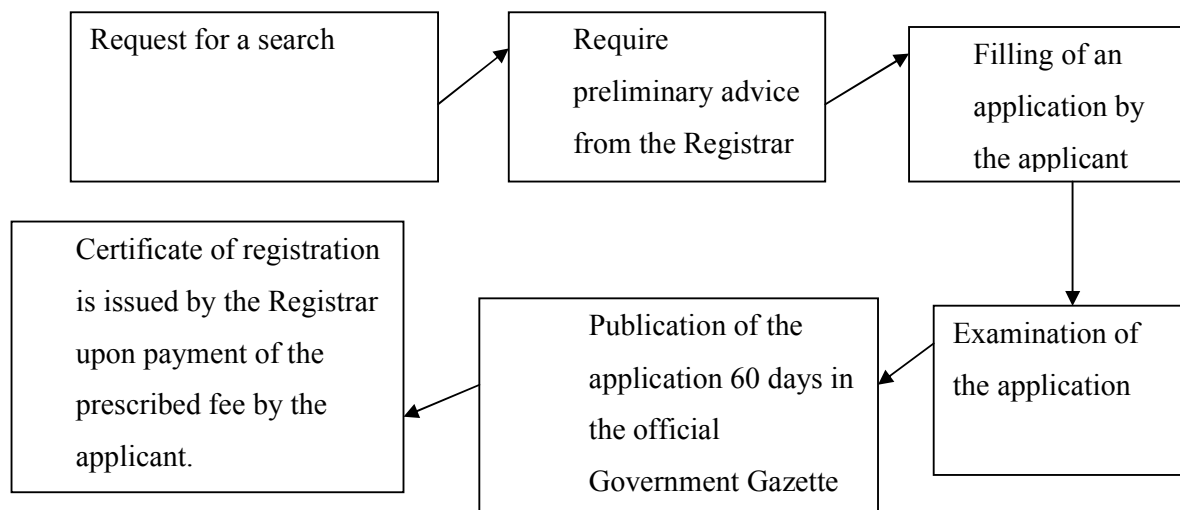 Request for a search
Require
preliminary advice
from the Registrar
Filling of an
application by
the applicant
Examination of
the application
Publication of the
application 60 days in
the official
Government Gazette
Certificate of registration
is issued by the Registrar
upon payment of the
prescribed fee by the
applicant.